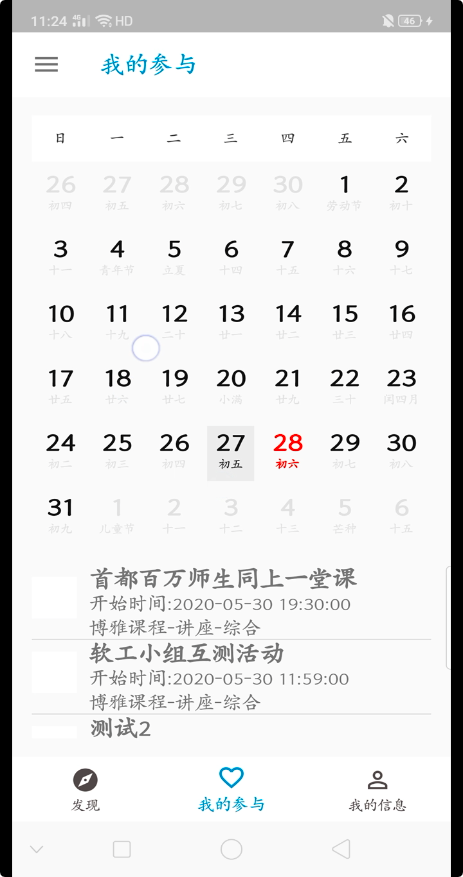 11:24 4G HD 46
我的参与
日 一 二 三 四 五 六
26 27 28 29 30 1 2
初四 初五 初六 初七 初八 劳动节 初十
3 4 5 6 7 8 9
十一 青年节 立夏 十四 十五 十六 十七
10 11 12 13 14 15 16
十八 十九 二十 廿一 廿二 廿三 廿四
17 18 19 20 21 22 23
廿五 廿六 廿七 小满 廿九 三十 闰四月
24 25 26 27 28 29 30
初二 初三 初四 初五 初六 初七 初八
31 1 2 3 4 5 6
初九 儿童节 十一 十二 十三 芒种 十五
首都百万师生同上一堂课
开始时间:2020-05-30 19:30:00
博雅课程-讲座-综合
软工小组互测活动
开始时间:2020-05-30 11:59:00
博雅课程-讲座-综合
测试2
发现 我的参与 我的信息